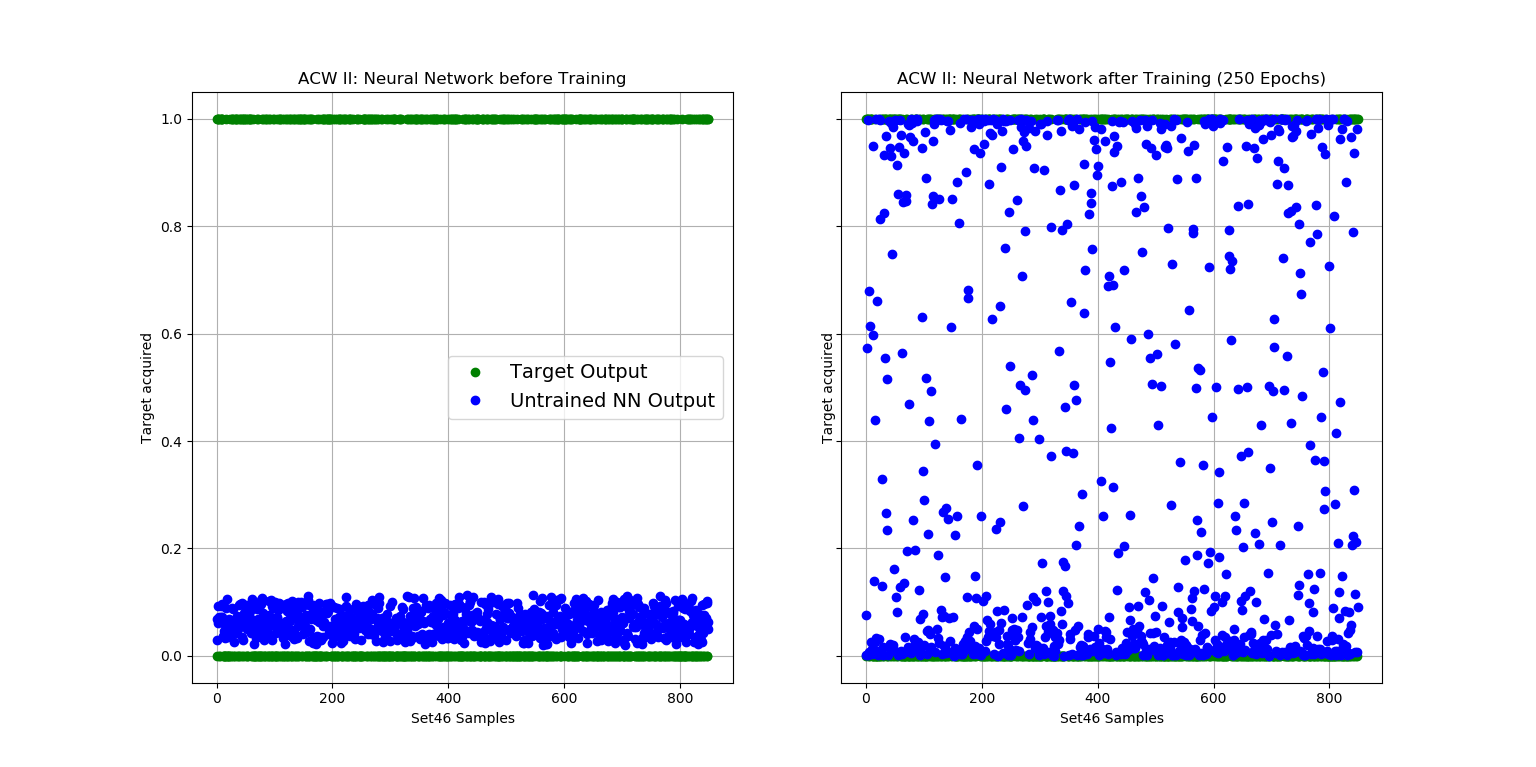 ACW II: Neural Network before Training
1.0
0.8
0.6
0.4
0.2
0.0
Target acquired
Target Output
Untrained NN Output
0 200 400 600 800
Set46 Samples
ACW II: Neural Network after Training (250 Epochs)
Target acquired
0 200 400 600 800
Set46 Samples